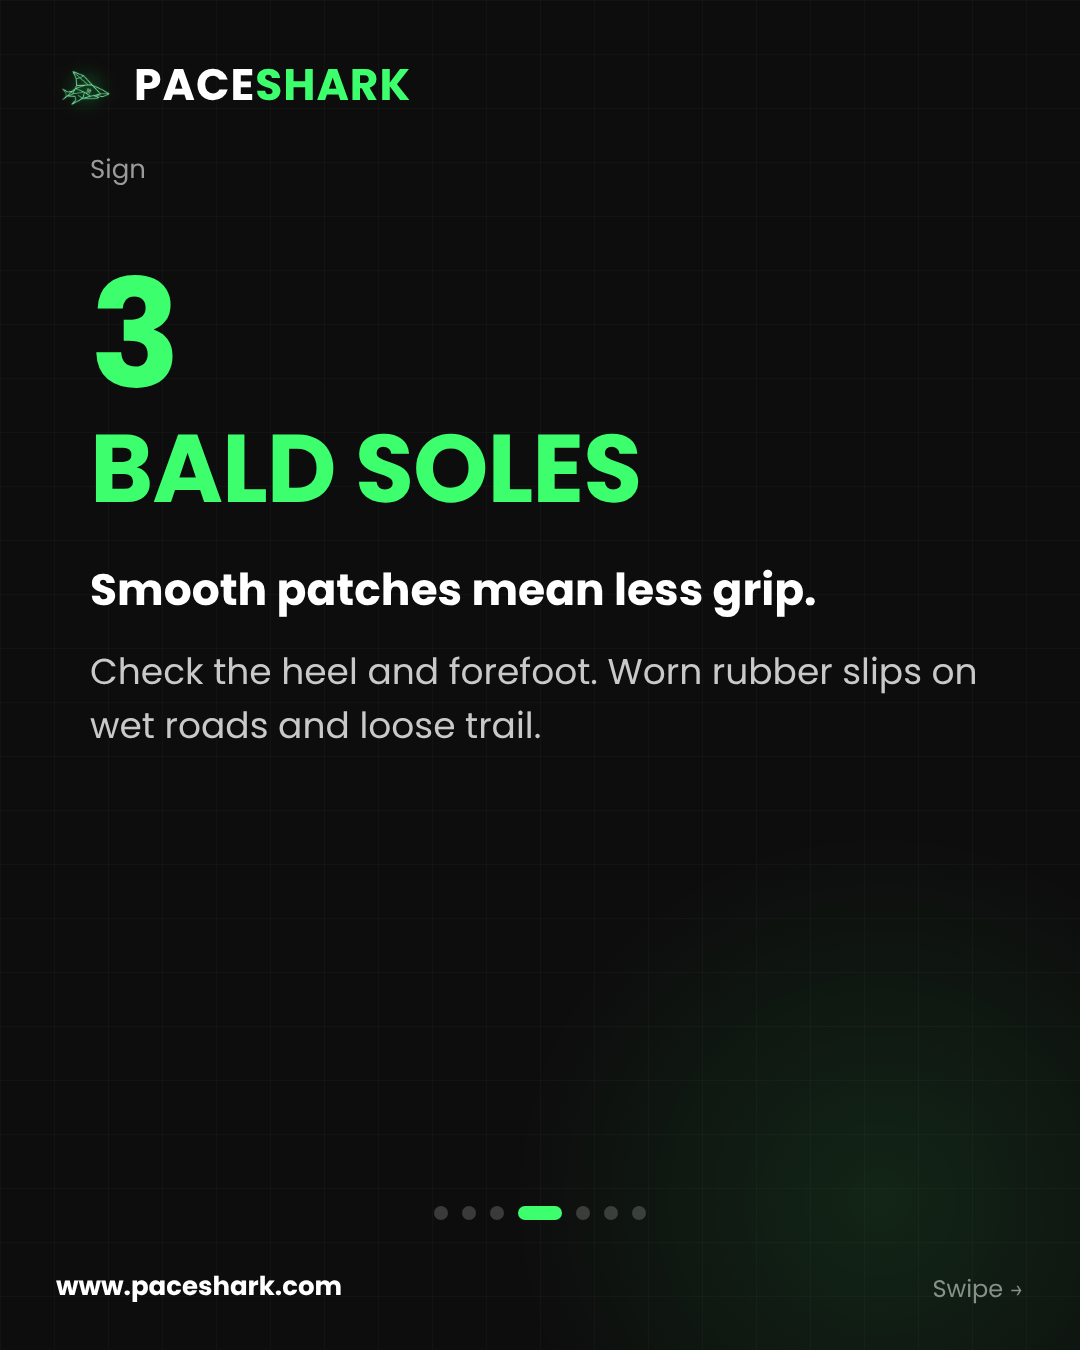 PACESHARK
Sign
3
BALD SOLES
Smooth patches mean less grip.
Check the heel and forefoot. Worn rubber slips on
wet roads and loose trail.
www.paceshark.com
Swipe →